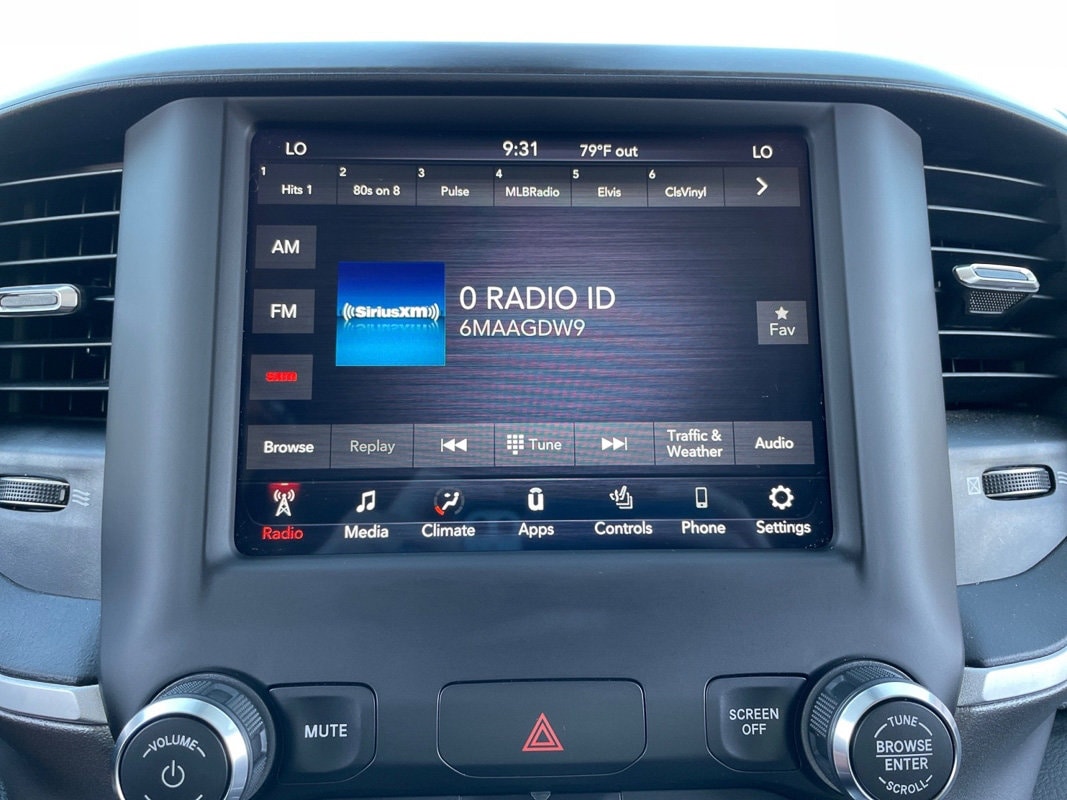 LO 9:31 79°F out LO
1 Hits 1 2 80s on 8 3 Pulse 4 MLBRadio 5 Elvis 6 ClsVinyl
AM
FM
sxm
((SiriusXM))
0 RADIO ID
6MAAGDW9
Fav
Browse Replay Tune Traffic & Weather Audio
Radio Media Climate Apps Controls Phone Settings
VOLUME
MUTE
SCREEN
OFF
TUNE
BROWSE
ENTER
SCROLL